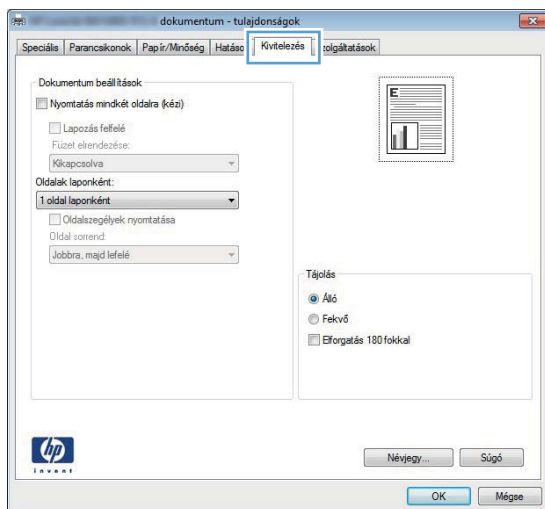 dokumentum - tulajdonságok
Speciális Parancsikonok Papír/Minőség Kivitelezés
Dokumentum beállítások
Nyomtatás mindkét oldalra (kézi)
Lapozás felfelé
Füzet elrendezése:
Kikapcsolva
Oldalak laponként:
1 oldal laponként
Oldalszegélyek nyomtatása
Oldal sorrend:
Jobbra, majd lefelé
E
Tájolás
Álló
Fekvő
Elforgatás 180 fokkal
hp
invent
Névjegy... Súgó
OK Mégse